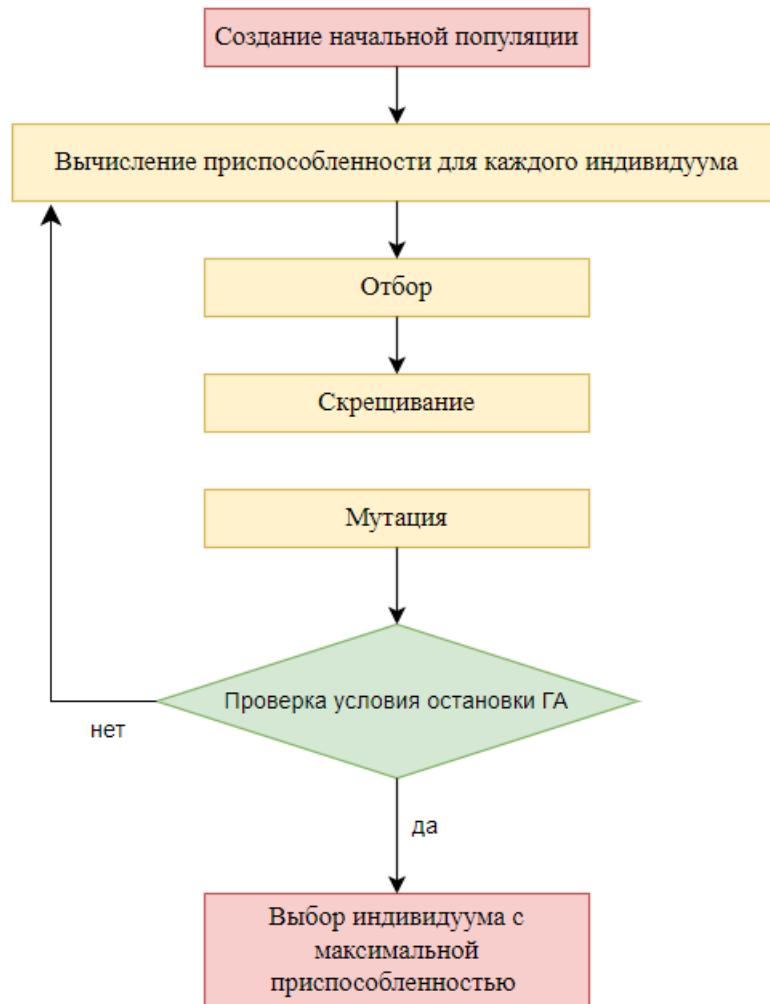 Создание начальной популяции
Вычисление приспособленности для каждого индивидуума
Отбор
Скрещивание
Мутация
Проверка условия остановки ГА
нет
да
Выбор индивидуума с
максимальной
приспособленностью